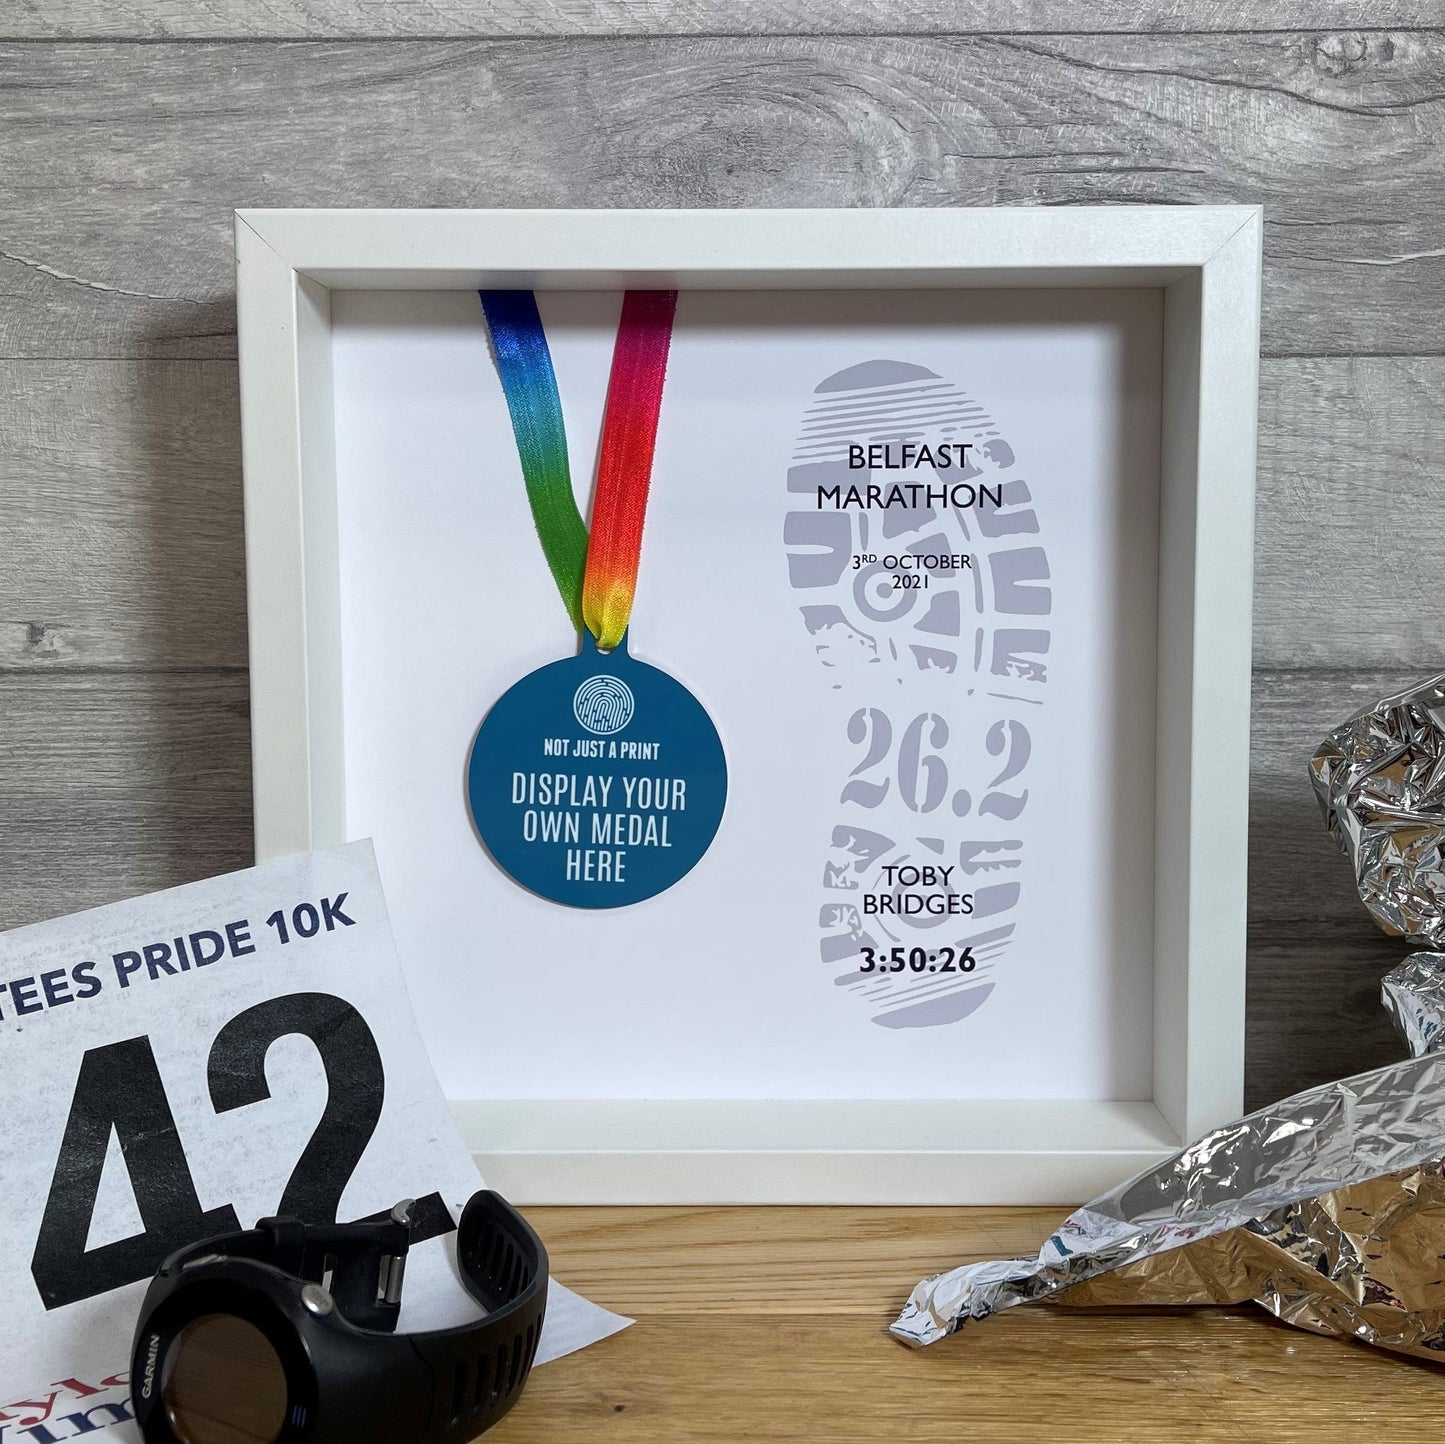 NOT JUST A PRINT
DISPLAY YOUR
OWN MEDAL
HERE
BELFAST
MARATHON
3RD OCTOBER
2021
26.2
TOBY
BRIDGES
3:50:26
TEES PRIDE 10K
42
GARMIN